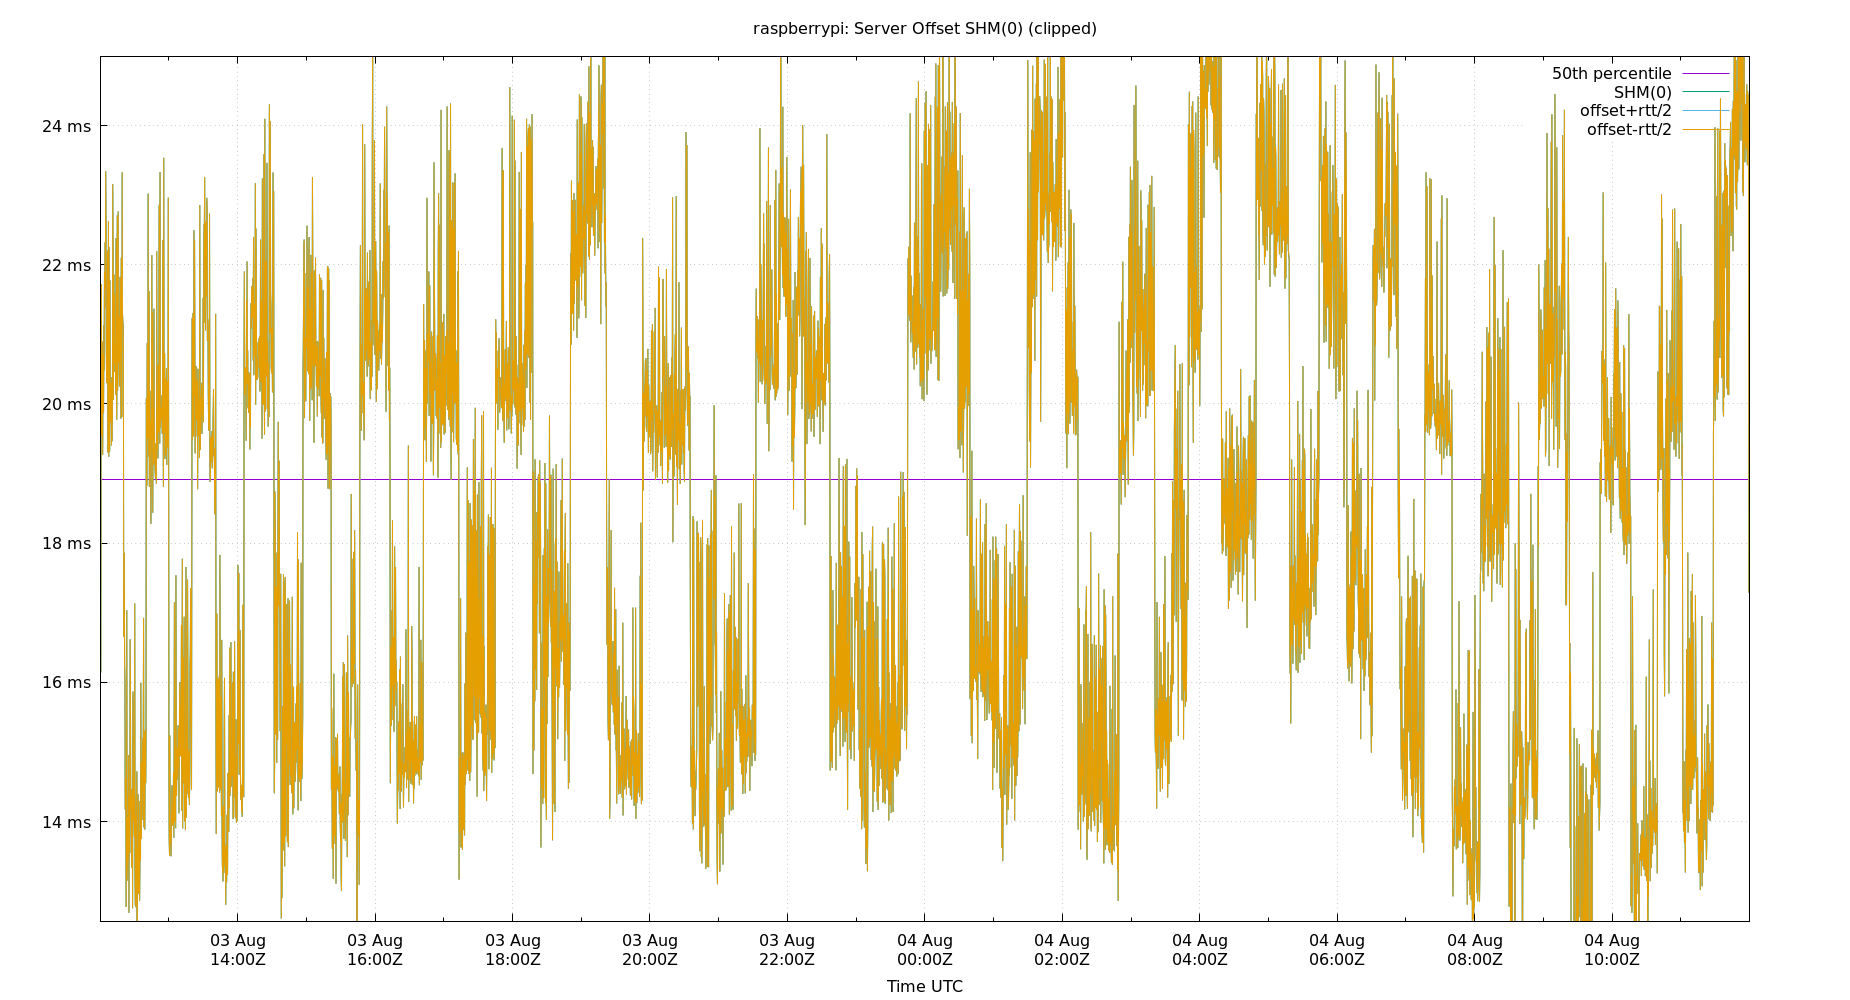 raspberrypi: Server Offset SHM(0) (clipped)
50th percentile
SHM(0)
offset+rtt/2
offset-rtt/2
24 ms
22 ms
20 ms
18 ms
16 ms
14 ms
03 Aug 03 Aug 03 Aug 03 Aug 03 Aug 04 Aug 04 Aug 04 Aug 04 Aug 04 Aug 04 Aug
14:00Z 16:00Z 18:00Z 20:00Z 22:00Z 00:00Z 02:00Z 04:00Z 06:00Z 08:00Z 10:00Z
Time UTC